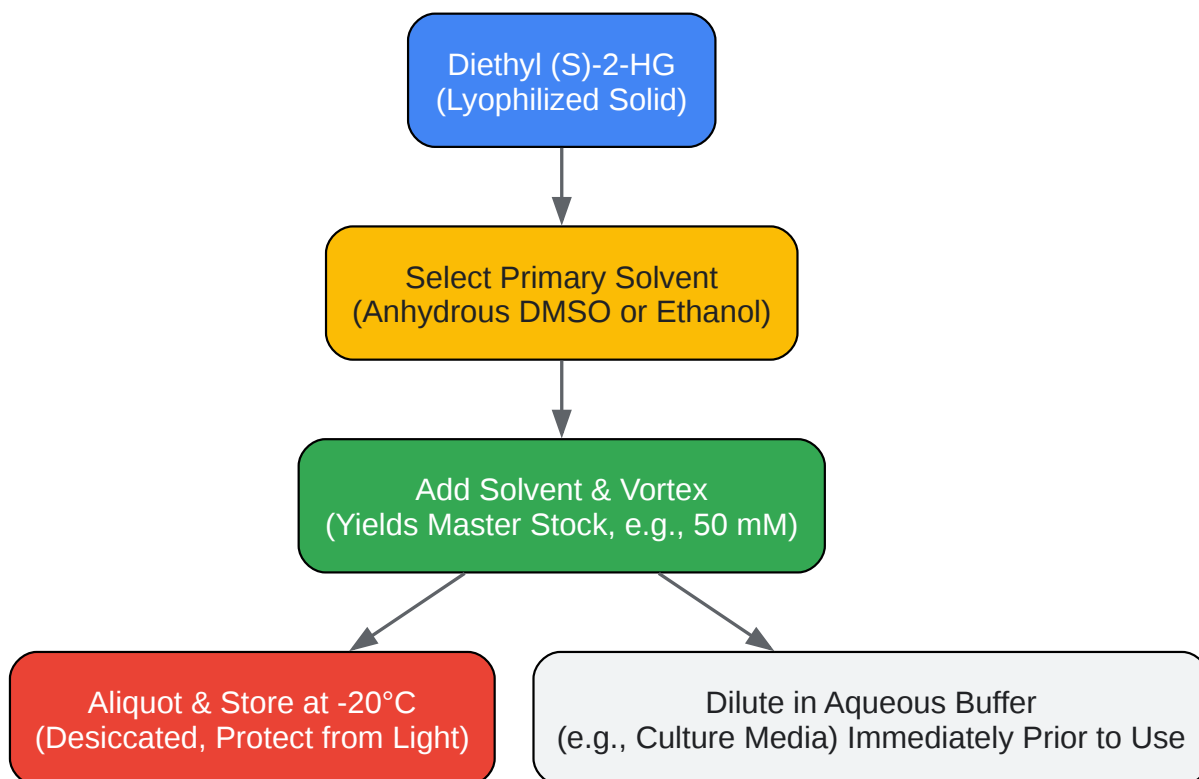 Diethyl (S)-2-HG
(Lyophilized Solid)
Select Primary Solvent
(Anhydrous DMSO or Ethanol)
Add Solvent & Vortex
(Yields Master Stock, e.g., 50 mM)
Aliquot & Store at -20°C
(Desiccated, Protect from Light)
Dilute in Aqueous Buffer
(e.g., Culture Media) Immediately Prior to Use